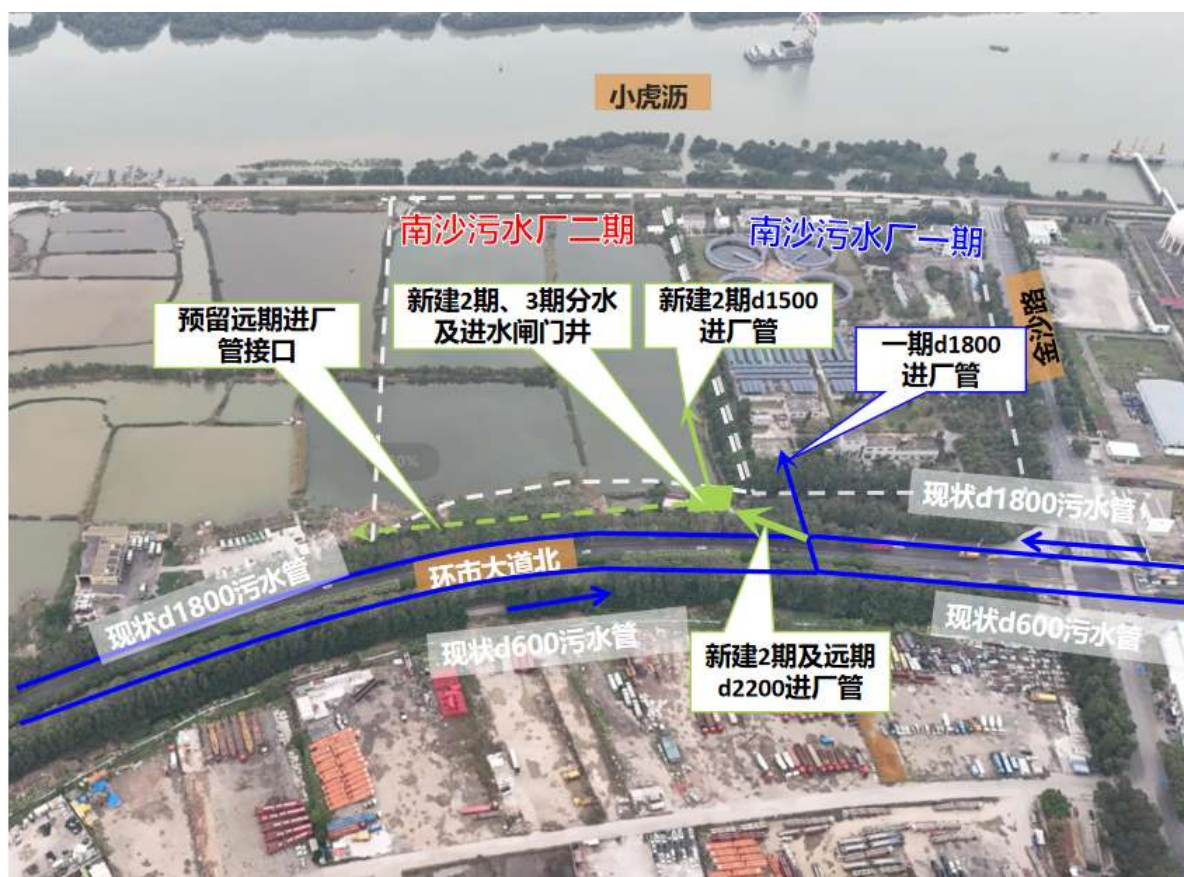 小虎沥
南沙污水厂二期
南沙污水厂一期
预留远期进厂
管接口
新建2期、3期分水
及进水闸门井
新建2期d1500
进厂管
一期d1800
进厂管
金沙路
现状d1800污水管
环市大道北
现状d1800污水管
现状d600污水管
现状d600污水管
新建2期及远期
d2200进厂管